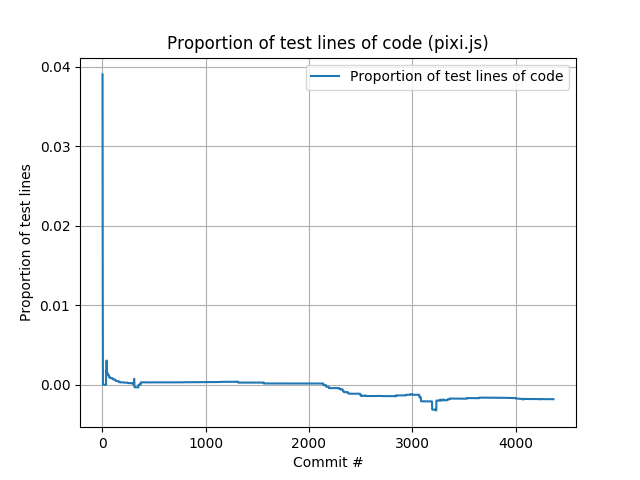 Proportion of test lines of code (pixi.js)
Proportion of test lines of code
0.04
0.03
0.02
0.01
0.00
Proportion of test lines
0
1000
2000
3000
4000
Commit #